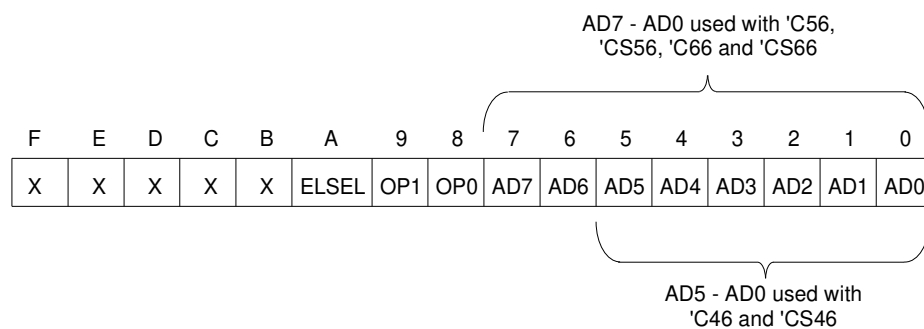 AD7 - AD0 used with 'C56,
'CS56, 'C66 and 'CS66
F E D C B A 9 8 7 6 5 4 3 2 1 0
X X X X X ELSEL OP1 OP0 AD7 AD6 AD5 AD4 AD3 AD2 AD1 AD0
AD5 - AD0 used with
'C46 and 'CS46